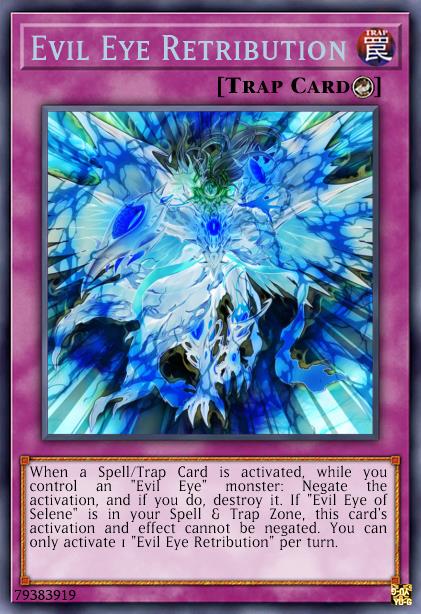 Evil Eye Retribution
TRAP
罠
[Trap Card]
When a Spell/Trap Card is activated, while you
control an "Evil Eye" monster: Negate the
activation, and if you do, destroy it. If "Evil Eye of
Selene" is in your Spell & Trap Zone, this card's
activation and effect cannot be negated. You can
only activate 1 "Evil Eye Retribution" per turn.
79383919